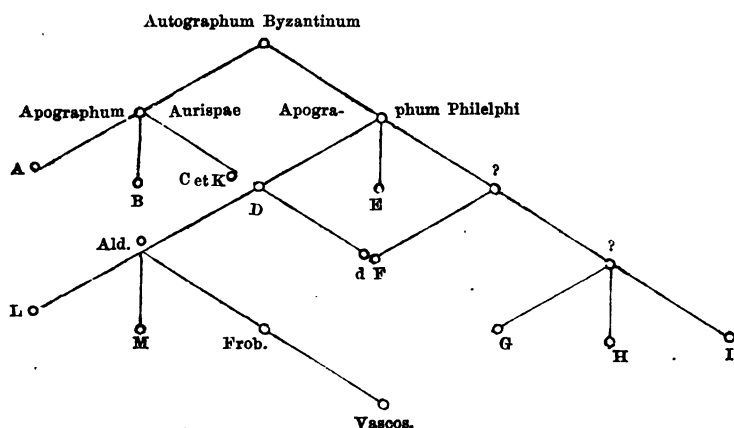 Autographum Byzantinum
Apographum Aurispae Apogra- phum Philelphi
A
B
C et K
D
E
?
Ald.
d F
?
L
M
Frob.
G
H
I
Vascos.